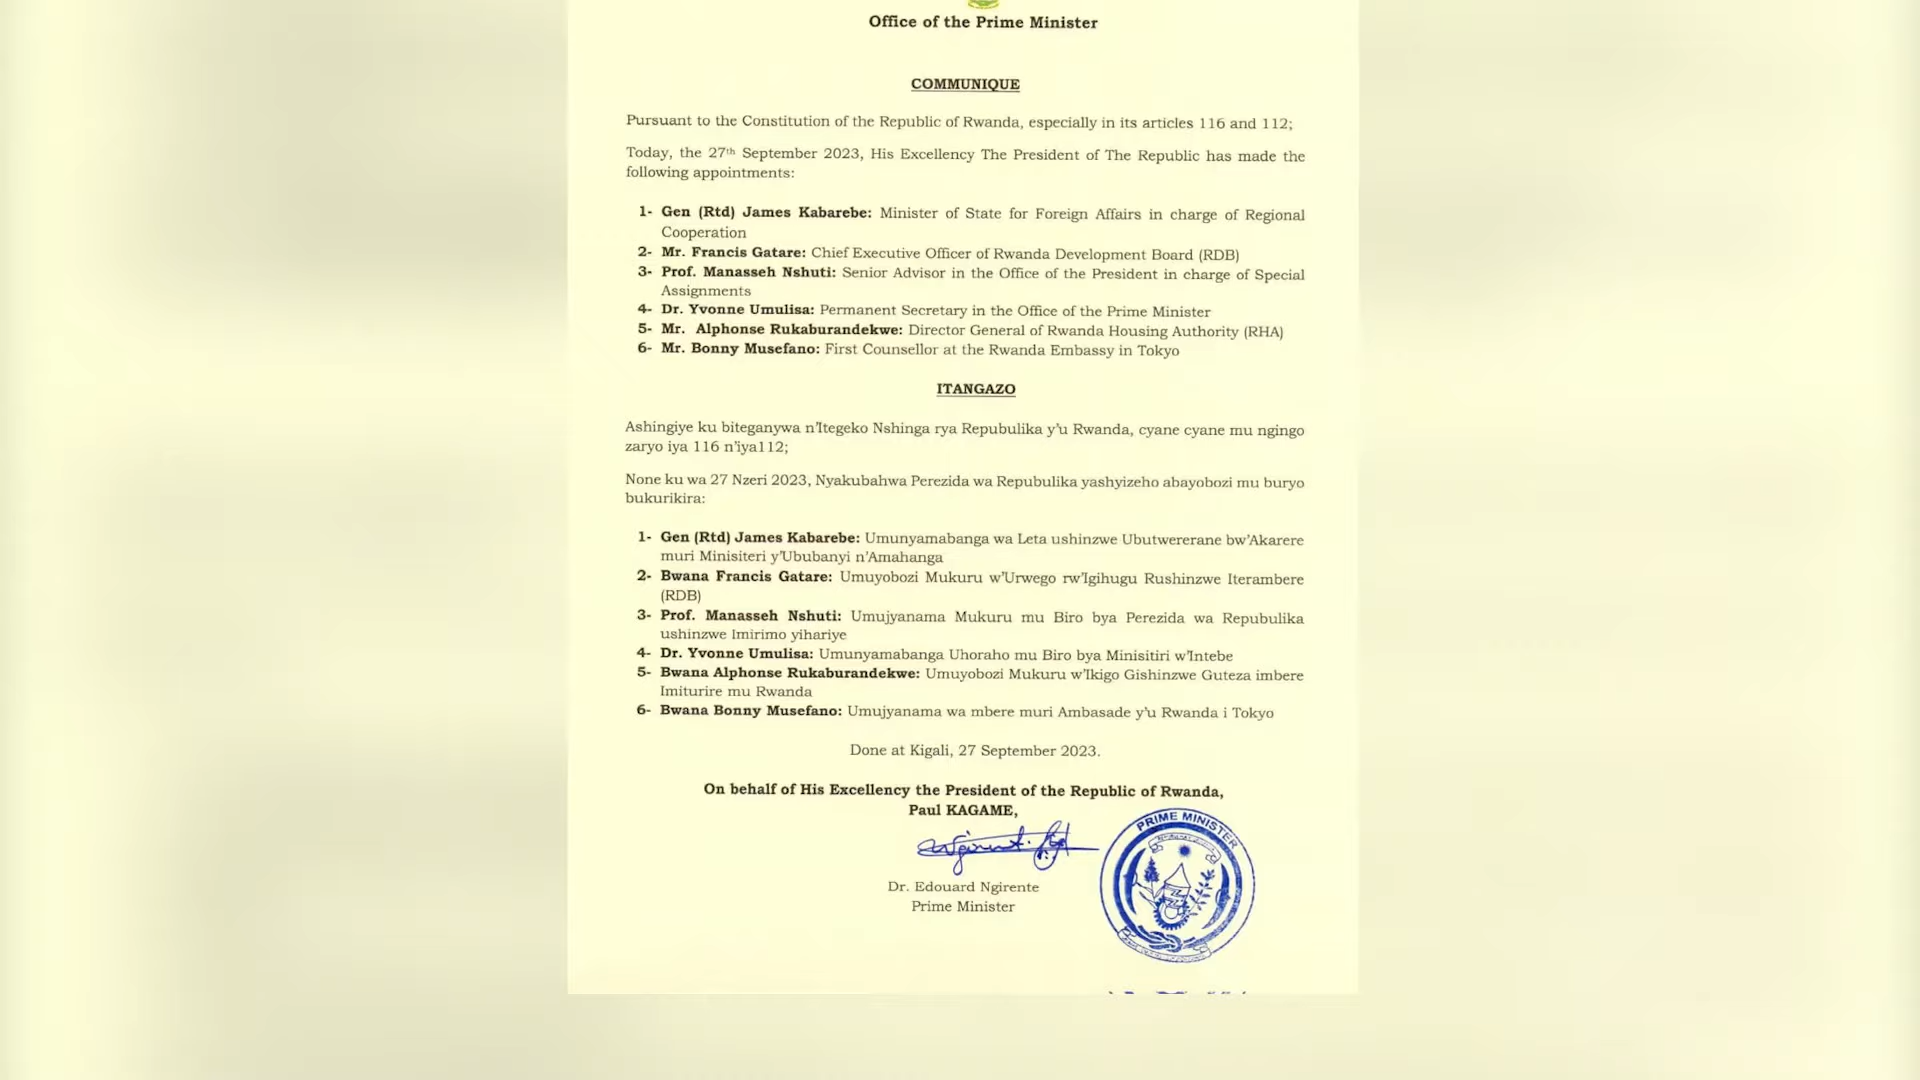 Office of the Prime Minister
COMMUNIQUE
Pursuant to the Constitution of the Republic of Rwanda, especially in its articles 116 and 112;
Today, the 27th September 2023, His Excellency The President of The Republic has made the
following appointments:
1- Gen (Rtd) James Kabarebe: Minister of State for Foreign Affairs in charge of Regional
Cooperation
2- Mr. Francis Gatare: Chief Executive Officer of Rwanda Development Board (RDB)
3- Prof. Manasseh Nshuti: Senior Advisor in the Office of the President in charge of Special
Assignments
4- Dr. Yvonne Umulisa: Permanent Secretary in the Office of the Prime Minister
5- Mr. Alphonse Rukaburandekwe: Director General of Rwanda Housing Authority (RHA)
6- Mr. Bonny Musefano: First Counsellor at the Rwanda Embassy in Tokyo
ITANGAZO
Ashingiye ku biteganywa n'Itegeko Nshinga rya Repubulika y'u Rwanda, cyane cyane mu ngingo
zaryo iya 116 n'iya112;
None ku wa 27 Nzeri 2023, Nyakubahwa Perezida wa Repubulika yashyizeho abayobozi mu buryo
bukurikira:
1- Gen (Rtd) James Kabarebe: Umunyamabanga wa Leta ushinzwe Ubutwererane bw'Akarere
muri Minisiteri y'Ububanyi n'Amahanga
2- Bwana Francis Gatare: Umuyobozi Mukuru w'Urwego rw'Igihugu Rushinzwe Iterambere
(RDB)
3- Prof. Manasseh Nshuti: Umujyanama Mukuru mu Biro bya Perezida wa Repubulika
ushinzwe Imirimo yihariye
4- Dr. Yvonne Umulisa: Umunyamabanga Uhoraho mu Biro bya Minisitiri w'Intebe
5- Bwana Alphonse Rukaburandekwe: Umuyobozi Mukuru w'Ikigo Gishinzwe Guteza imbere
Imiturire mu Rwanda
6- Bwana Bonny Musefano: Umujyanama wa mbere muri Ambasade y'u Rwanda i Tokyo
Done at Kigali, 27 September 2023.
On behalf of His Excellency the President of the Republic of Rwanda,
Paul KAGAME,
PRIME MINISTER
Dr. Edouard Ngirente
Prime Minister